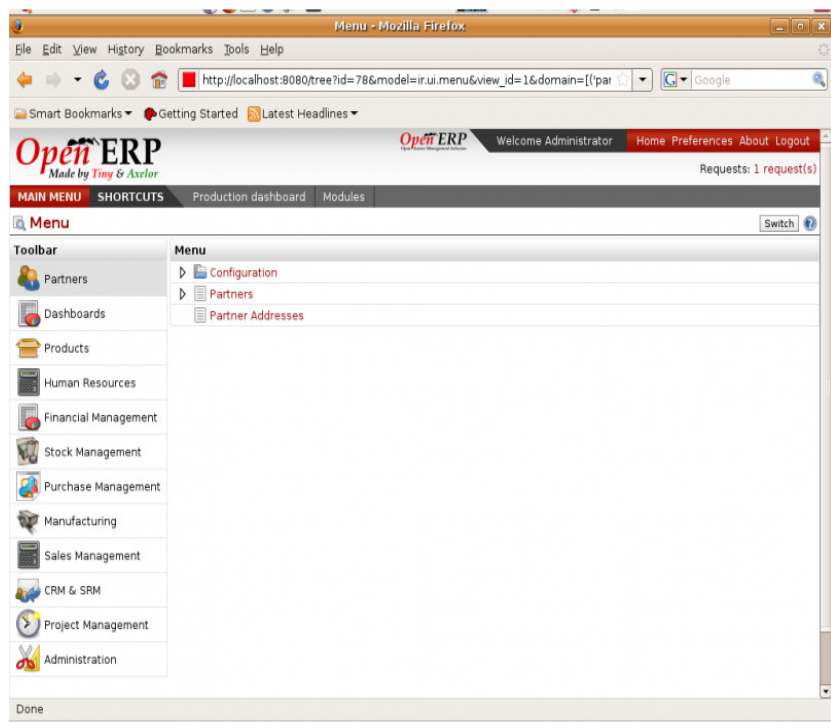 Menu - Mozilla Firefox
File Edit View History Bookmarks Tools Help
http://localhost:8080/tree?id=78&model=ir.ui.menu&view_id=1&domain=[('par
G Google
Smart Bookmarks Getting Started Latest Headlines
Open ERP
Made by Tiny & Axelor
Open ERP
Welcome Administrator
Home Preferences About Logout
Requests: 1 request(s)
MAIN MENU SHORTCUTS Production dashboard Modules
Menu
Switch ?
Toolbar
Partners
Dashboards
Products
Human Resources
Financial Management
Stock Management
Purchase Management
Manufacturing
Sales Management
CRM & SRM
Project Management
Administration
Menu
Configuration
Partners
Partner Addresses
Done